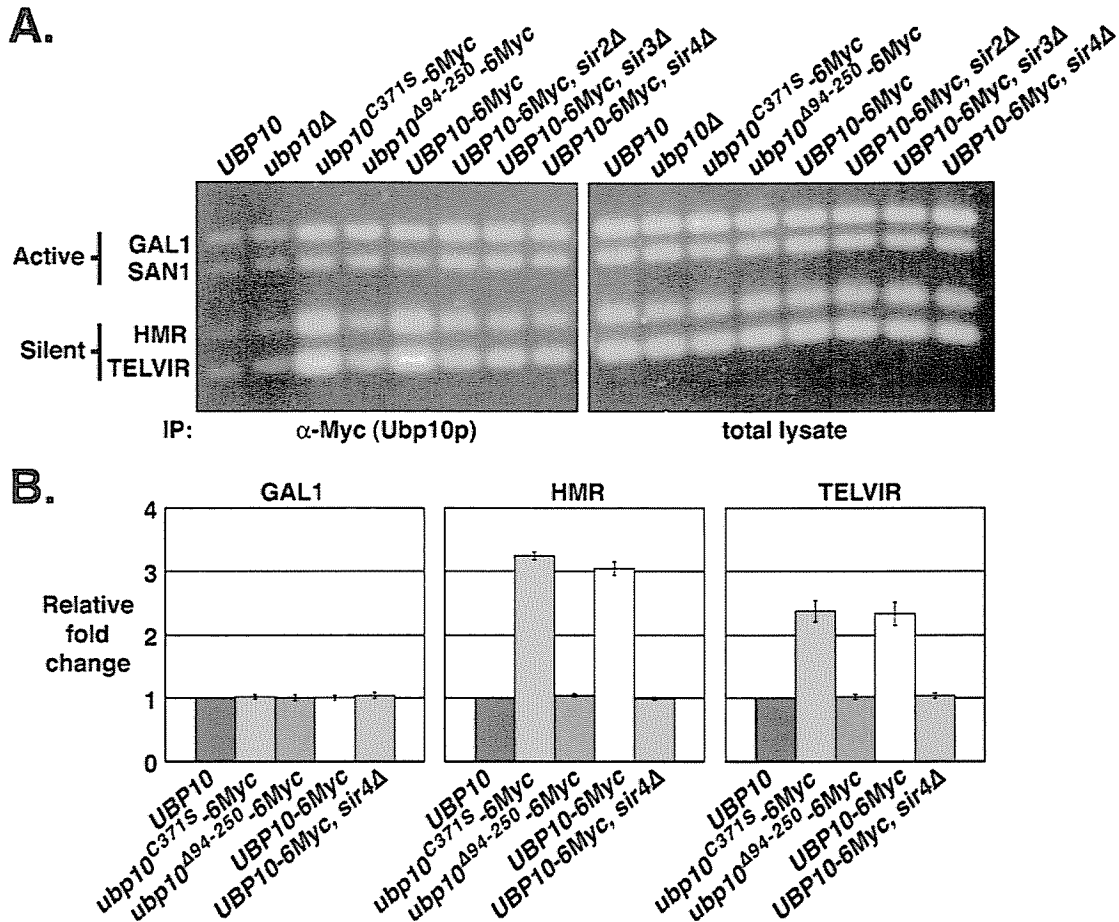 A.
UBP10
ubp10Δ
ubp10C371S-6Myc
ubp10Δ94-250-6Myc
UBP10-6Myc
UBP10-6Myc, sir2Δ
UBP10-6Myc, sir3Δ
UBP10-6Myc, sir4Δ
UBP10
ubp10Δ
ubp10C371S-6Myc
ubp10Δ94-250-6Myc
UBP10-6Myc
UBP10-6Myc, sir2Δ
UBP10-6Myc, sir3Δ
UBP10-6Myc, sir4Δ
Active
GAL1
SAN1
Silent
HMR
TELVIR
IP: α-Myc (Ubp10p) total lysate
B.
GAL1 HMR TELVIR
Relative
fold
change
4
3
2
1
0
UBP10
ubp10C371S-6Myc
ubp10Δ94-250-6Myc
UBP10-6Myc
UBP10-6Myc, sir4Δ
UBP10
ubp10C371S-6Myc
ubp10Δ94-250-6Myc
UBP10-6Myc
UBP10-6Myc, sir4Δ
UBP10
ubp10C371S-6Myc
ubp10Δ94-250-6Myc
UBP10-6Myc
UBP10-6Myc, sir4Δ